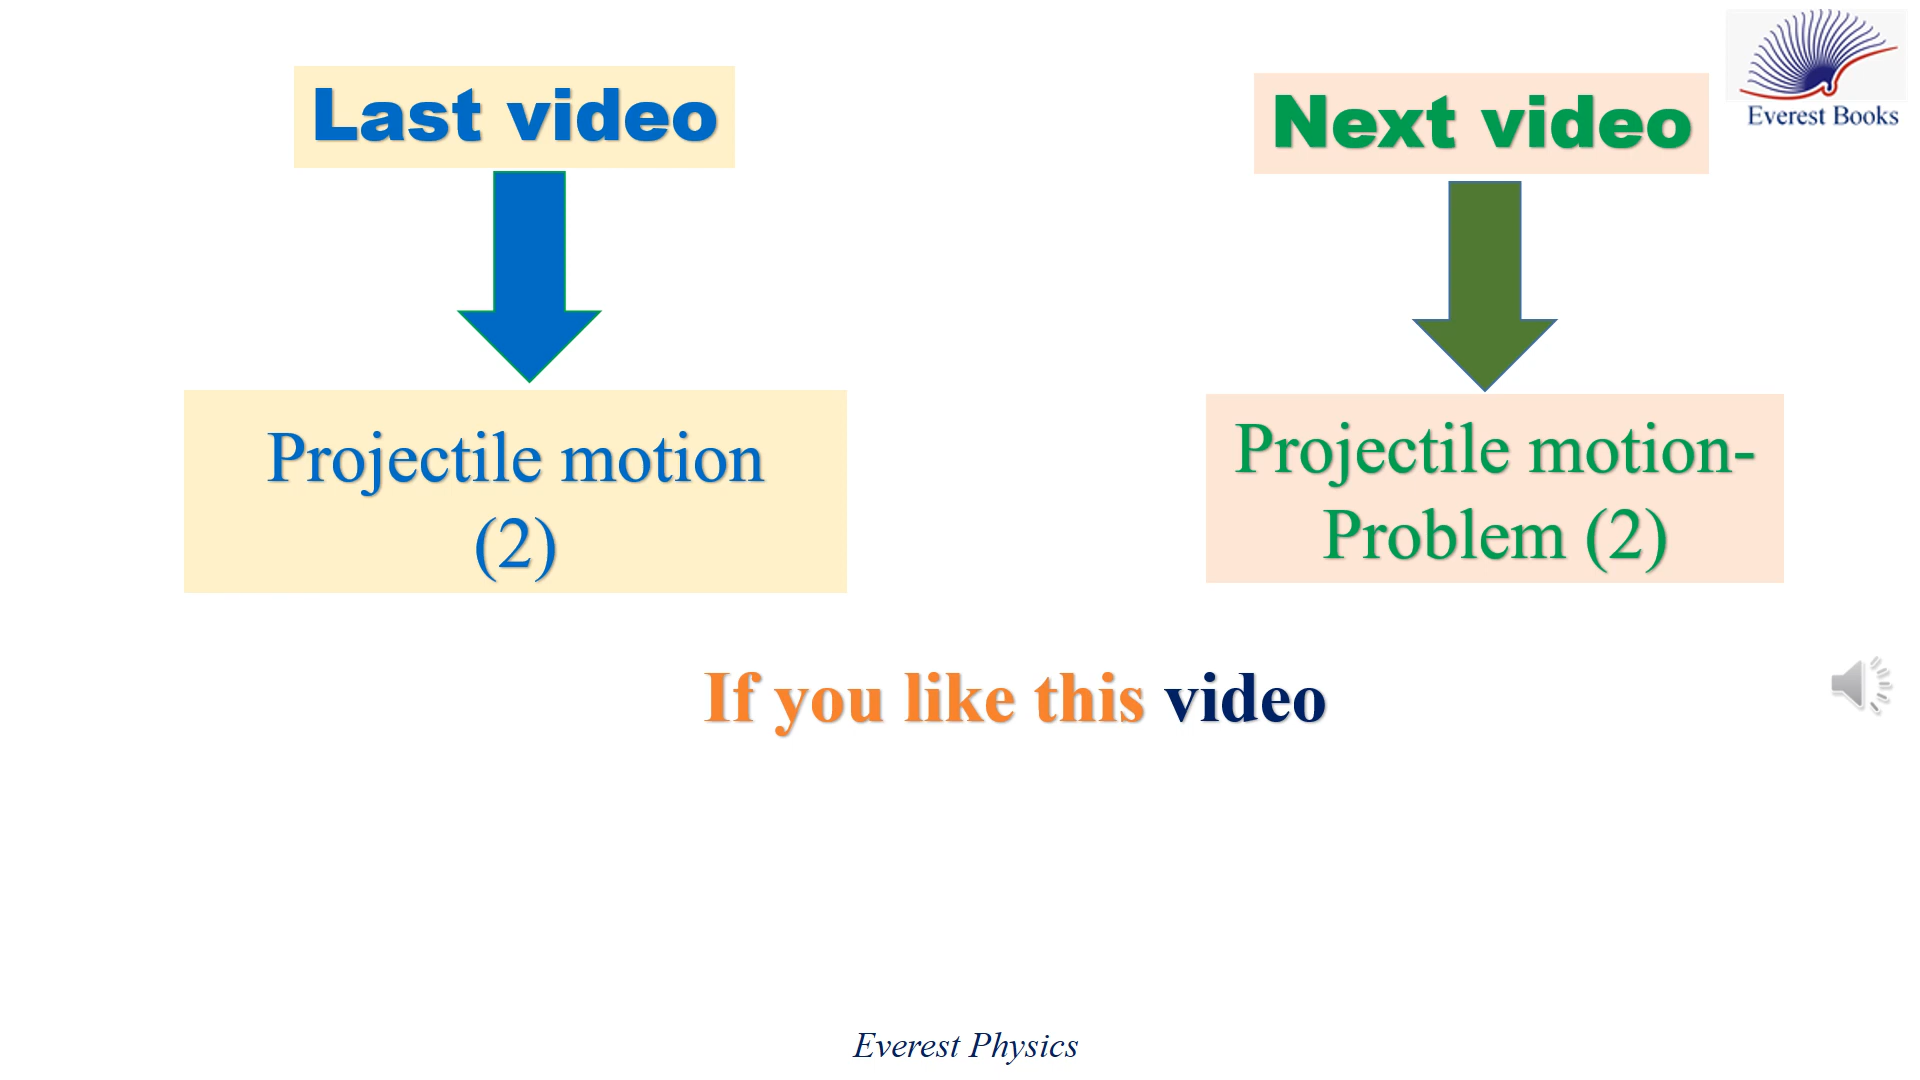 Last video
Next video
Everest Books
Projectile motion
(2)
Projectile motion-
Problem (2)
If you like this video
Everest Physics